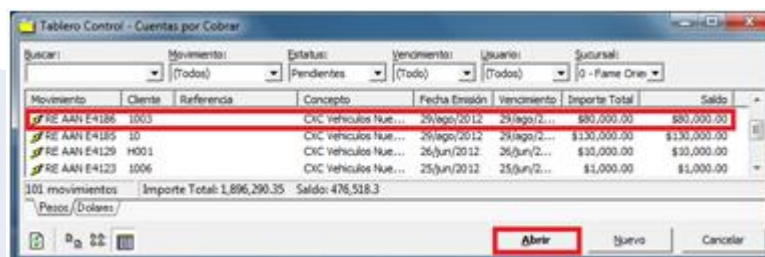 Tablero Control - Cuentas por Cobrar
Buscar: Movimiento: Estatus: Vencimiento: Usuario: Sucursal:
(Todos) Pendientes (Todo) (Todos) 0 - Fame Orien
Movimiento Cliente Referencia Concepto Fecha Emisión Vencimiento Importe Total Saldo
RE AAN E4186 1003 CXC Vehiculos Nue... 29/ago/2012 29/ago/2... $80,000.00 $80,000.00
RE AAN E4185 10 CXC Vehiculos Nue... 29/ago/2012 29/ago/2... $130,000.00 $130,000.00
RE AAN E4129 H001 CXC Vehiculos Nue... 26/jun/2012 26/jun/2... $10,000.00 $10,000.00
RE AAN E4123 1006 CXC Vehiculos Nue... 25/jun/2012 25/jun/2... $1,000.00 $1,000.00
101 movimientos Importe Total: 1,896,290.35 Saldo: 476,518.3
Pesos Dolares
Abrir Nuevo Cancelar